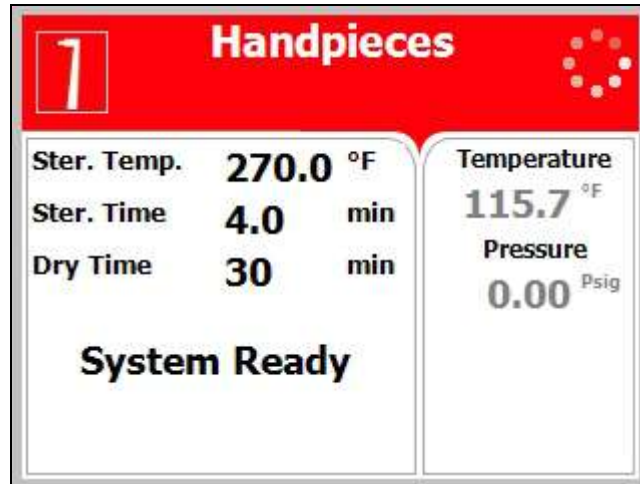 Handpieces
Ster. Temp. 270.0 °F
Ster. Time 4.0 min
Dry Time 30 min
System Ready
Temperature
115.7 °F
Pressure
0.00 Psig